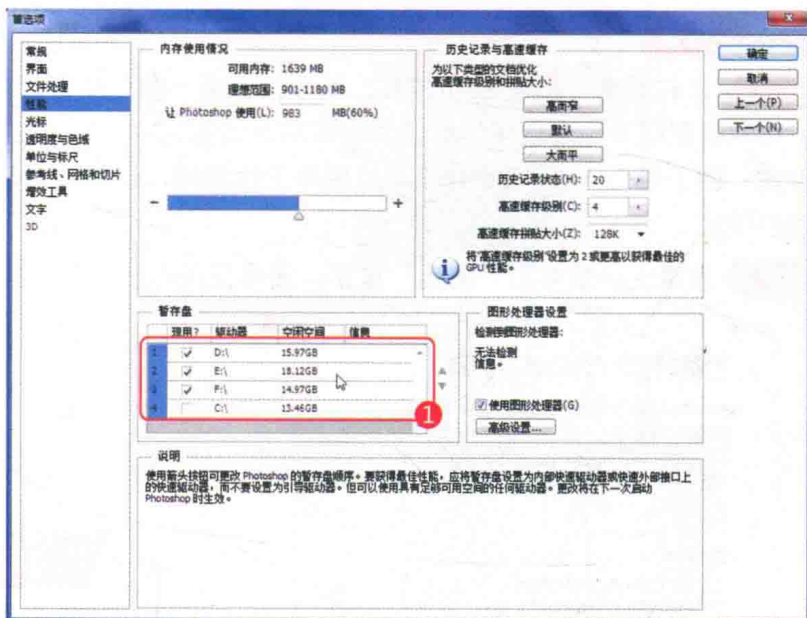 首选项
常规
界面
文件处理
性能
光标
透明度与色域
单位与标尺
参考线、网格和切片
增效工具
文字
3D
内存使用情况
可用内存: 1639 MB
理想范围: 901-1180 MB
让 Photoshop 使用(L): 983 MB(60%)
- +
历史记录与高速缓存
为以下类型的文档优化
高速缓存级别和拼贴大小:
高而窄
默认
大而平
历史记录状态(H): 20
高速缓存级别(C): 4
高速缓存拼贴大小(Z): 128K
将"高速缓存级别"设置为 2 或更高以获得最佳的
GPU 性能。
确定
取消
上一个(P)
下一个(N)
暂存盘
现用? 驱动器 空闲空间 信息
1 D:\ 15.97GB
2 E:\ 18.12GB
3 F:\ 14.97GB
4 C:\ 13.46GB
1
图形处理器设置
检测到图形处理器:
无法检测
信息。
使用图形处理器(G)
高级设置...
说明
使用箭头按钮可更改 Photoshop 的暂存盘顺序。要获得最佳性能，应将暂存盘设置为内部快速驱动器或快速外部接口上
的快速驱动器，而不要设置为引导驱动器。但可以使用具有足够可用空间的任何驱动器。更改将在下一次启动
Photoshop 时生效。